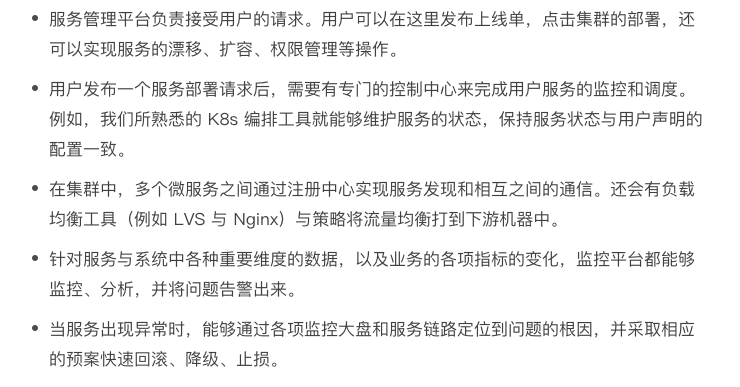 • 服务管理平台负责接受用户的请求。用户可以在这里发布上线单，点击集群的部署，还
可以实现服务的漂移、扩容、权限管理等操作。
• 用户发布一个服务部署请求后，需要有专门的控制中心来完成用户服务的监控和调度。
例如，我们所熟悉的 K8s 编排工具就能够维护服务的状态，保持服务状态与用户声明的
配置一致。
• 在集群中，多个微服务之间通过注册中心实现服务发现和相互之间的通信。还会有负载
均衡工具（例如 LVS 与 Nginx）与策略将流量均衡打到下游机器中。
• 针对服务与系统中各种重要维度的数据，以及业务的各项指标的变化，监控平台都能够
监控、分析，并将问题告警出来。
• 当服务出现异常时，能够通过各项监控大盘和服务链路定位到问题的根因，并采取相应
的预案快速回滚、降级、止损。